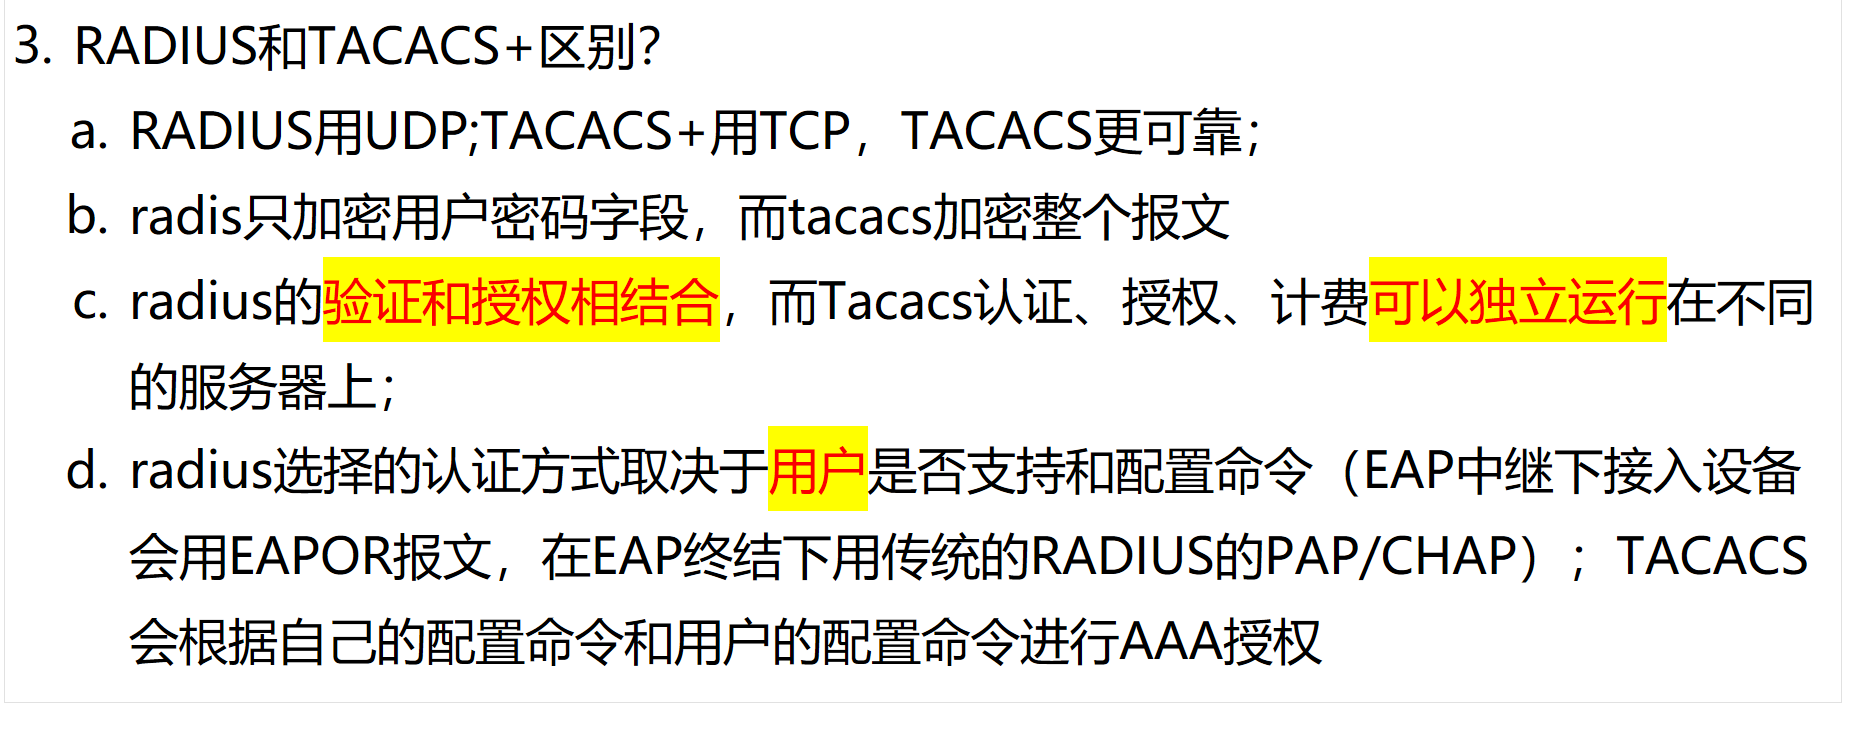 3. RADIUS和TACACS+区别？
a. RADIUS用UDP;TACACS+用TCP，TACACS更可靠；
b. radis只加密用户密码字段，而tacacs加密整个报文
c. radius的验证和授权相结合，而Tacacs认证、授权、计费可以独立运行在不同
的服务器上；
d. radius选择的认证方式取决于用户是否支持和配置命令（EAP中继下接入设备
会用EAPOR报文，在EAP终结下用传统的RADIUS的PAP/CHAP）；TACACS
会根据自己的配置命令和用户的配置命令进行AAA授权